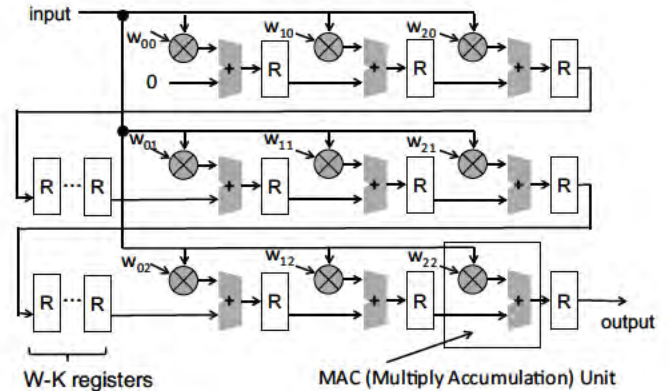 input
w₀₀ w₁₀ w₂₀
+ + +
0 R R R
w₀₁ w₁₁ w₂₁
R ... R + R + R + R
w₀₂ w₁₂ w₂₂
R ... R + R + R + R
output
W-K registers
MAC (Multiply Accumulation) Unit